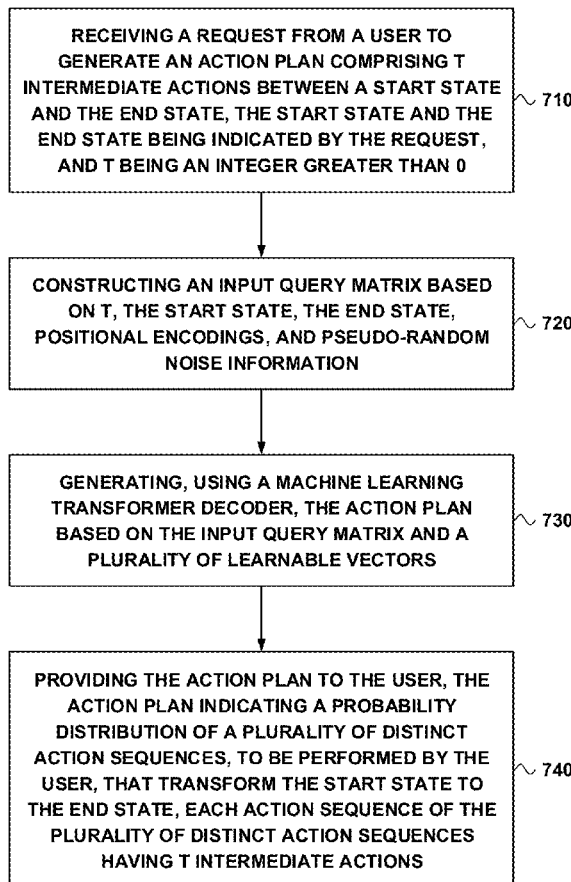 RECEIVING A REQUEST FROM A USER TO
GENERATE AN ACTION PLAN COMPRISING T
INTERMEDIATE ACTIONS BETWEEN A START STATE
AND THE END STATE, THE START STATE AND THE
END STATE BEING INDICATED BY THE REQUEST,
AND T BEING AN INTEGER GREATER THAN 0
710
CONSTRUCTING AN INPUT QUERY MATRIX BASED
ON T, THE START STATE, THE END STATE,
POSITIONAL ENCODINGS, AND PSEUDO-RANDOM
NOISE INFORMATION
720
GENERATING, USING A MACHINE LEARNING
TRANSFORMER DECODER, THE ACTION PLAN
BASED ON THE INPUT QUERY MATRIX AND A
PLURALITY OF LEARNABLE VECTORS
730
PROVIDING THE ACTION PLAN TO THE USER, THE
ACTION PLAN INDICATING A PROBABILITY
DISTRIBUTION OF A PLURALITY OF DISTINCT
ACTION SEQUENCES, TO BE PERFORMED BY THE
USER, THAT TRANSFORM THE START STATE TO
THE END STATE, EACH ACTION SEQUENCE OF THE
PLURALITY OF DISTINCT ACTION SEQUENCES
HAVING T INTERMEDIATE ACTIONS
740